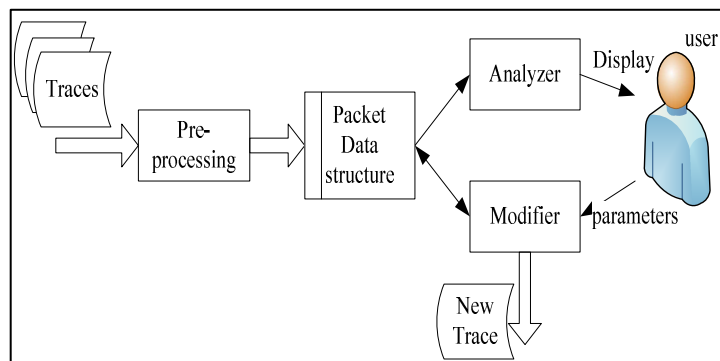 Traces
Pre-
processing
Packet
Data
structure
Analyzer
Display
user
Modifier
parameters
New
Trace